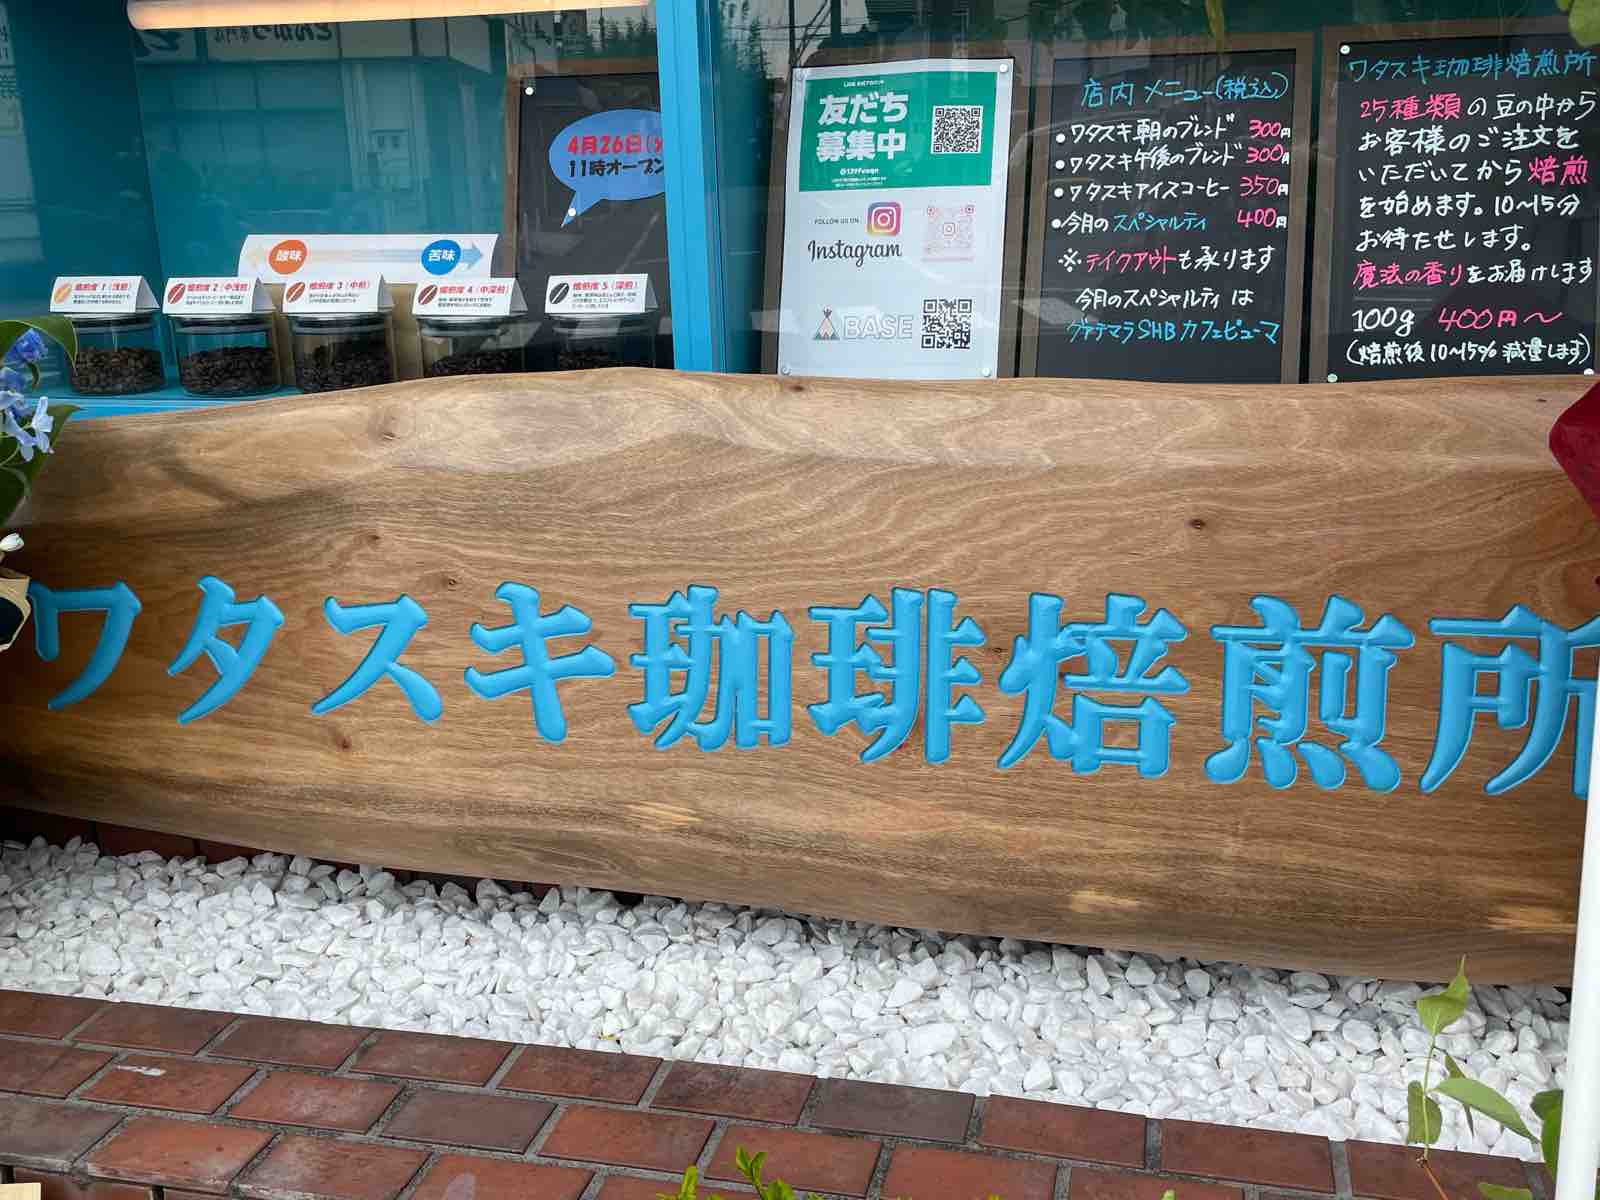 4月26日(
11時オープン
酸味
苦味
焙煎度 1（浅煎）
焙煎度 2（中浅煎）
焙煎度 3（中煎）
焙煎度 4（中深煎）
焙煎度 5（深煎）
友だち
募集中
FOLLOW US ON
Instagram
BASE
店内メニュー(税込)
•ワタスキ朝のブレンド 300円
•ワタスキ午後のブレンド 300円
•ワタスキアイスコーヒー 350円
•今月のスペシャルティ 400円
※テイクアウトも承ります
今月のスペシャルティは
グァテマラSHBカフェピューマ
ワタスキ珈琲焙煎所
25種類の豆の中から
お客様のご注文を
いただいてから焙煎
を始めます。10〜15分
お待たせします。
魔法の香りをお届けします
100g 400円〜
(焙煎後10〜15%減量します)
ワタスキ珈琲焙煎所